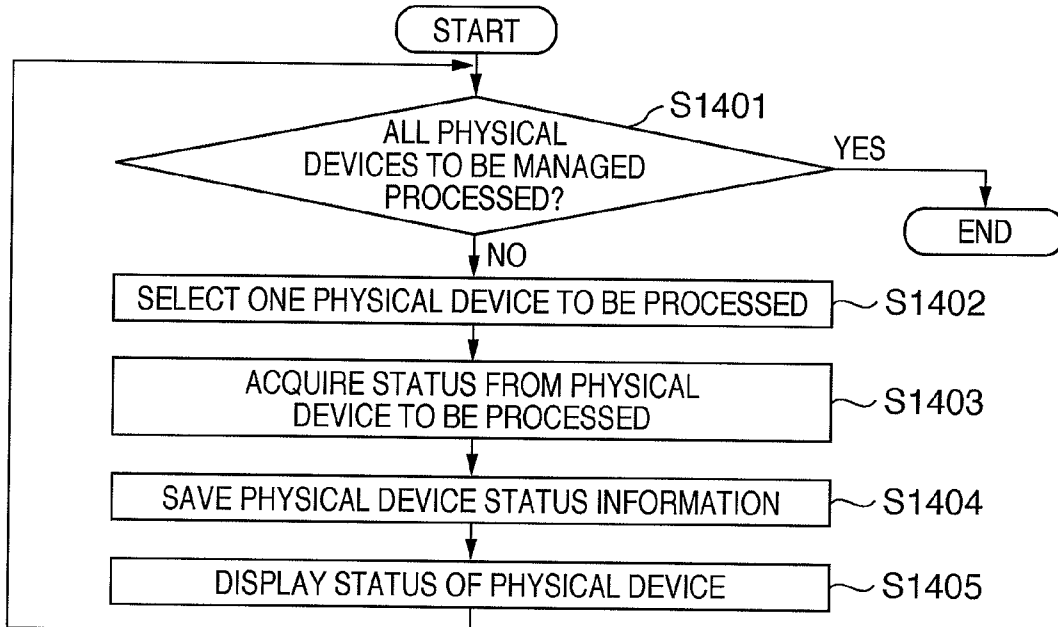 START
S1401
ALL PHYSICAL
DEVICES TO BE MANAGED
PROCESSED?
YES
END
NO
SELECT ONE PHYSICAL DEVICE TO BE PROCESSED
S1402
ACQUIRE STATUS FROM PHYSICAL
DEVICE TO BE PROCESSED
S1403
SAVE PHYSICAL DEVICE STATUS INFORMATION
S1404
DISPLAY STATUS OF PHYSICAL DEVICE
S1405